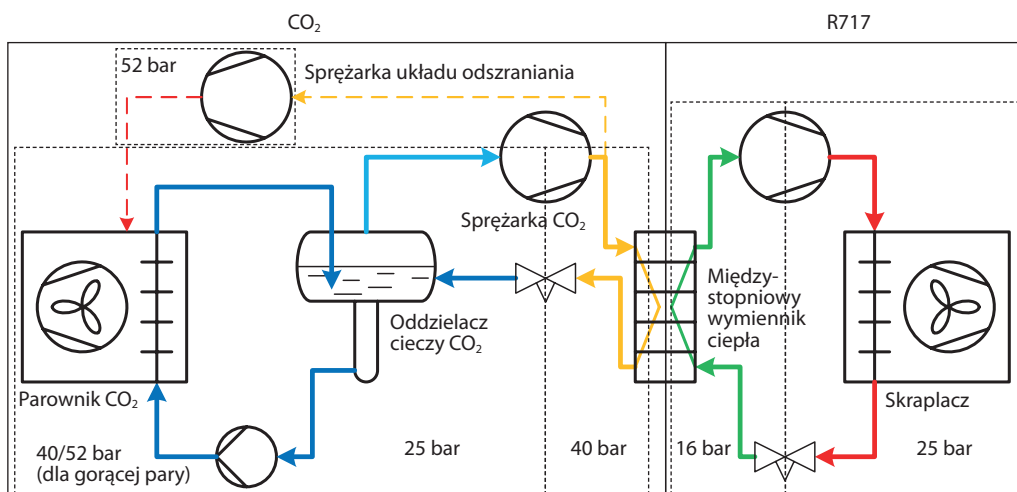 CO₂
R717
52 bar
Sprężarka układu odszraniania
Sprężarka CO₂
Między-
stopniowy
wymiennik
ciepła
Oddzielacz
cieczy CO₂
Parownik CO₂
Skraplacz
40/52 bar
(dla gorącej pary)
25 bar
40 bar
16 bar
25 bar